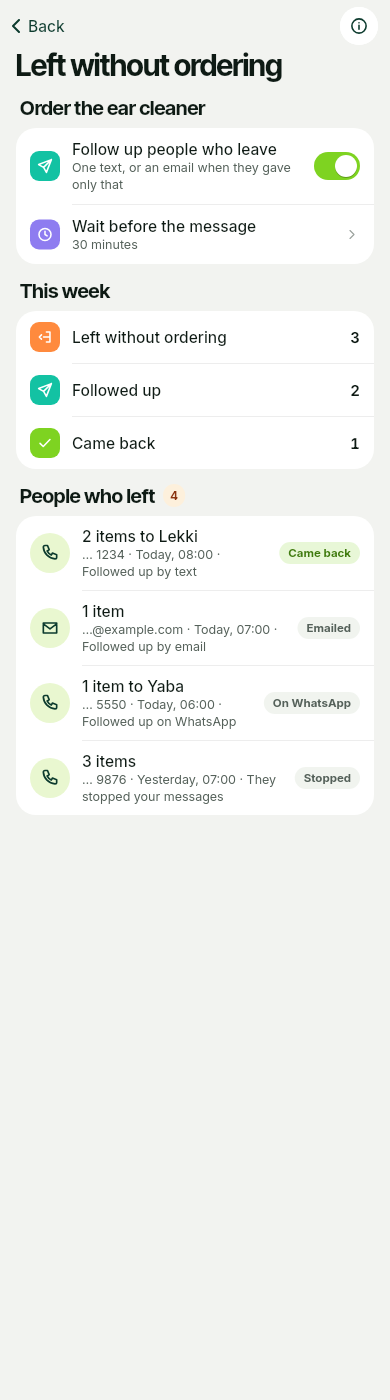 Back
Left without ordering
Order the ear cleaner
Follow up people who leave
One text, or an email when they gave
only that
Wait before the message
30 minutes
This week
Left without ordering 3
Followed up 2
Came back 1
People who left 4
2 items to Lekki
... 1234 · Today, 08:00 ·
Followed up by text
Came back
1 item
...@example.com · Today, 07:00 ·
Followed up by email
Emailed
1 item to Yaba
... 5550 · Today, 06:00 ·
Followed up on WhatsApp
On WhatsApp
3 items
... 9876 · Yesterday, 07:00 · They
stopped your messages
Stopped